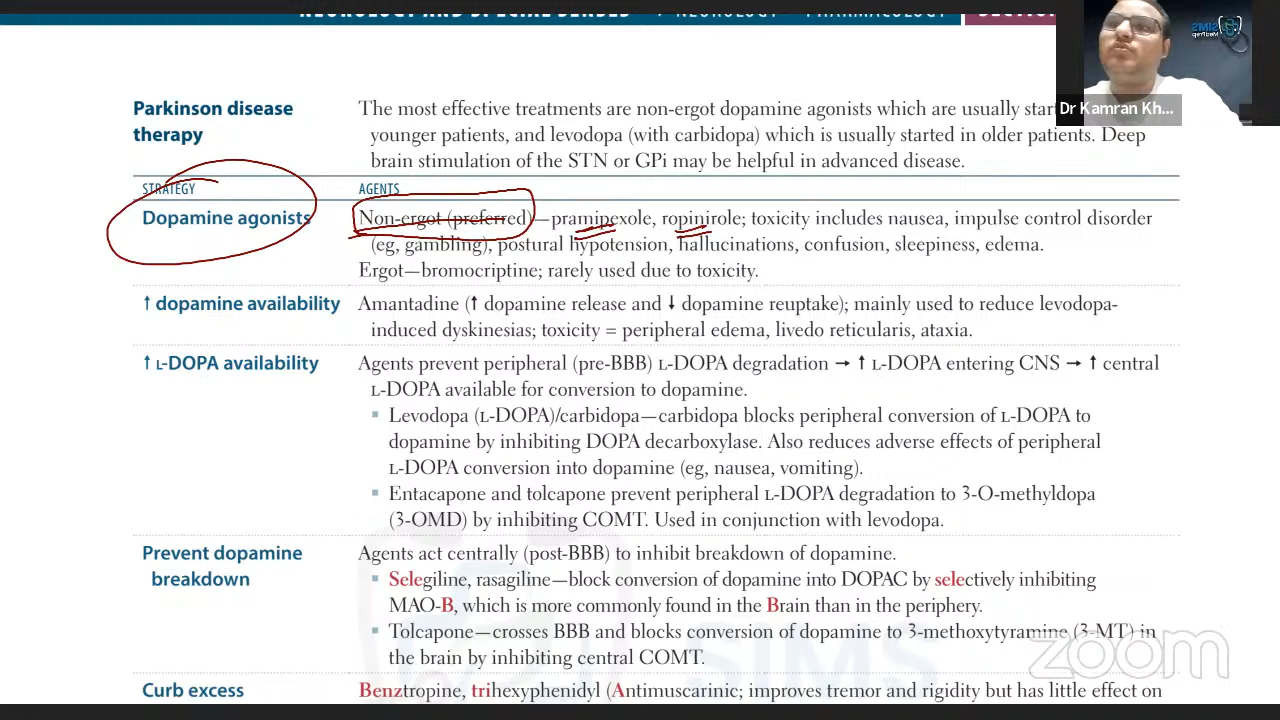 NEUROLOGY AND SPECIAL SENSES → NEUROLOGY—PHARMACOLOGY
Dr Kamran Kh...
Parkinson disease therapy
The most effective treatments are non-ergot dopamine agonists which are usually
younger patients, and levodopa (with carbidopa) which is usually started in older patients. Deep
brain stimulation of the STN or GPi may be helpful in advanced disease.
STRATEGY AGENTS
Dopamine agonists Non-ergot (preferred)—pramipexole, ropinirole; toxicity includes nausea, impulse control disorder
(eg, gambling), postural hypotension, hallucinations, confusion, sleepiness, edema.
Ergot—bromocriptine; rarely used due to toxicity.
↑ dopamine availability Amantadine (↑ dopamine release and ↓ dopamine reuptake); mainly used to reduce levodopa-
induced dyskinesias; toxicity = peripheral edema, livedo reticularis, ataxia.
↑ L-DOPA availability Agents prevent peripheral (pre-BBB) L-DOPA degradation → ↑ L-DOPA entering CNS → ↑ central
L-DOPA available for conversion to dopamine.
▪ Levodopa (L-DOPA)/carbidopa—carbidopa blocks peripheral conversion of L-DOPA to
dopamine by inhibiting DOPA decarboxylase. Also reduces adverse effects of peripheral
L-DOPA conversion into dopamine (eg, nausea, vomiting).
▪ Entacapone and tolcapone prevent peripheral L-DOPA degradation to 3-O-methyldopa
(3-OMD) by inhibiting COMT. Used in conjunction with levodopa.
Prevent dopamine breakdown
Agents act centrally (post-BBB) to inhibit breakdown of dopamine.
▪ Selegiline, rasagiline—block conversion of dopamine into DOPAC by selectively inhibiting
MAO-B, which is more commonly found in the Brain than in the periphery.
▪ Tolcapone—crosses BBB and blocks conversion of dopamine to 3-methoxytyramine (3-MT) in
the brain by inhibiting central COMT.
zoom
SIMS
Curb excess Benztropine, trihexyphenidyl (Antimuscarinic; improves tremor and rigidity but has little effect on